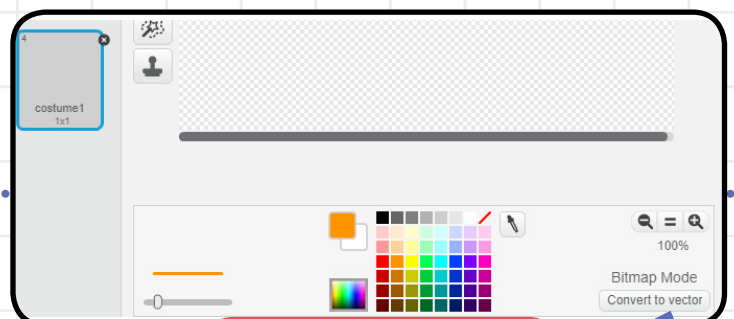 4
costume1
1x1
100%
Bitmap Mode
Convert to vector